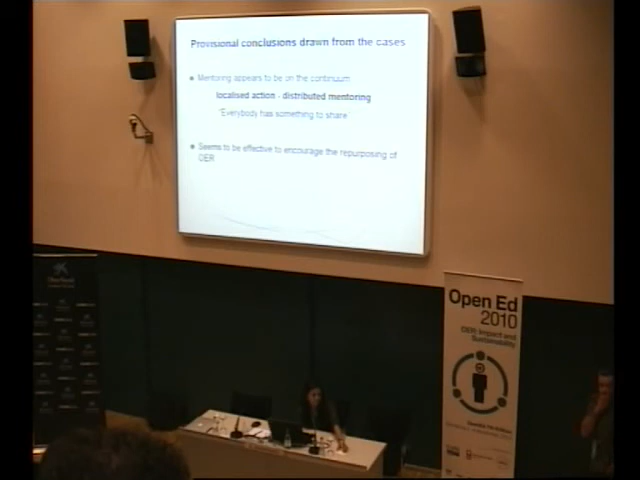 Provisional conclusions drawn from the cases
Mentoring appears to be on the continuum
localised action - distributed mentoring
'Everybody has something to share'
Seems to be effective to encourage the repurposing of
OER
Open Ed
2010
OER: Impact and
Sustainability